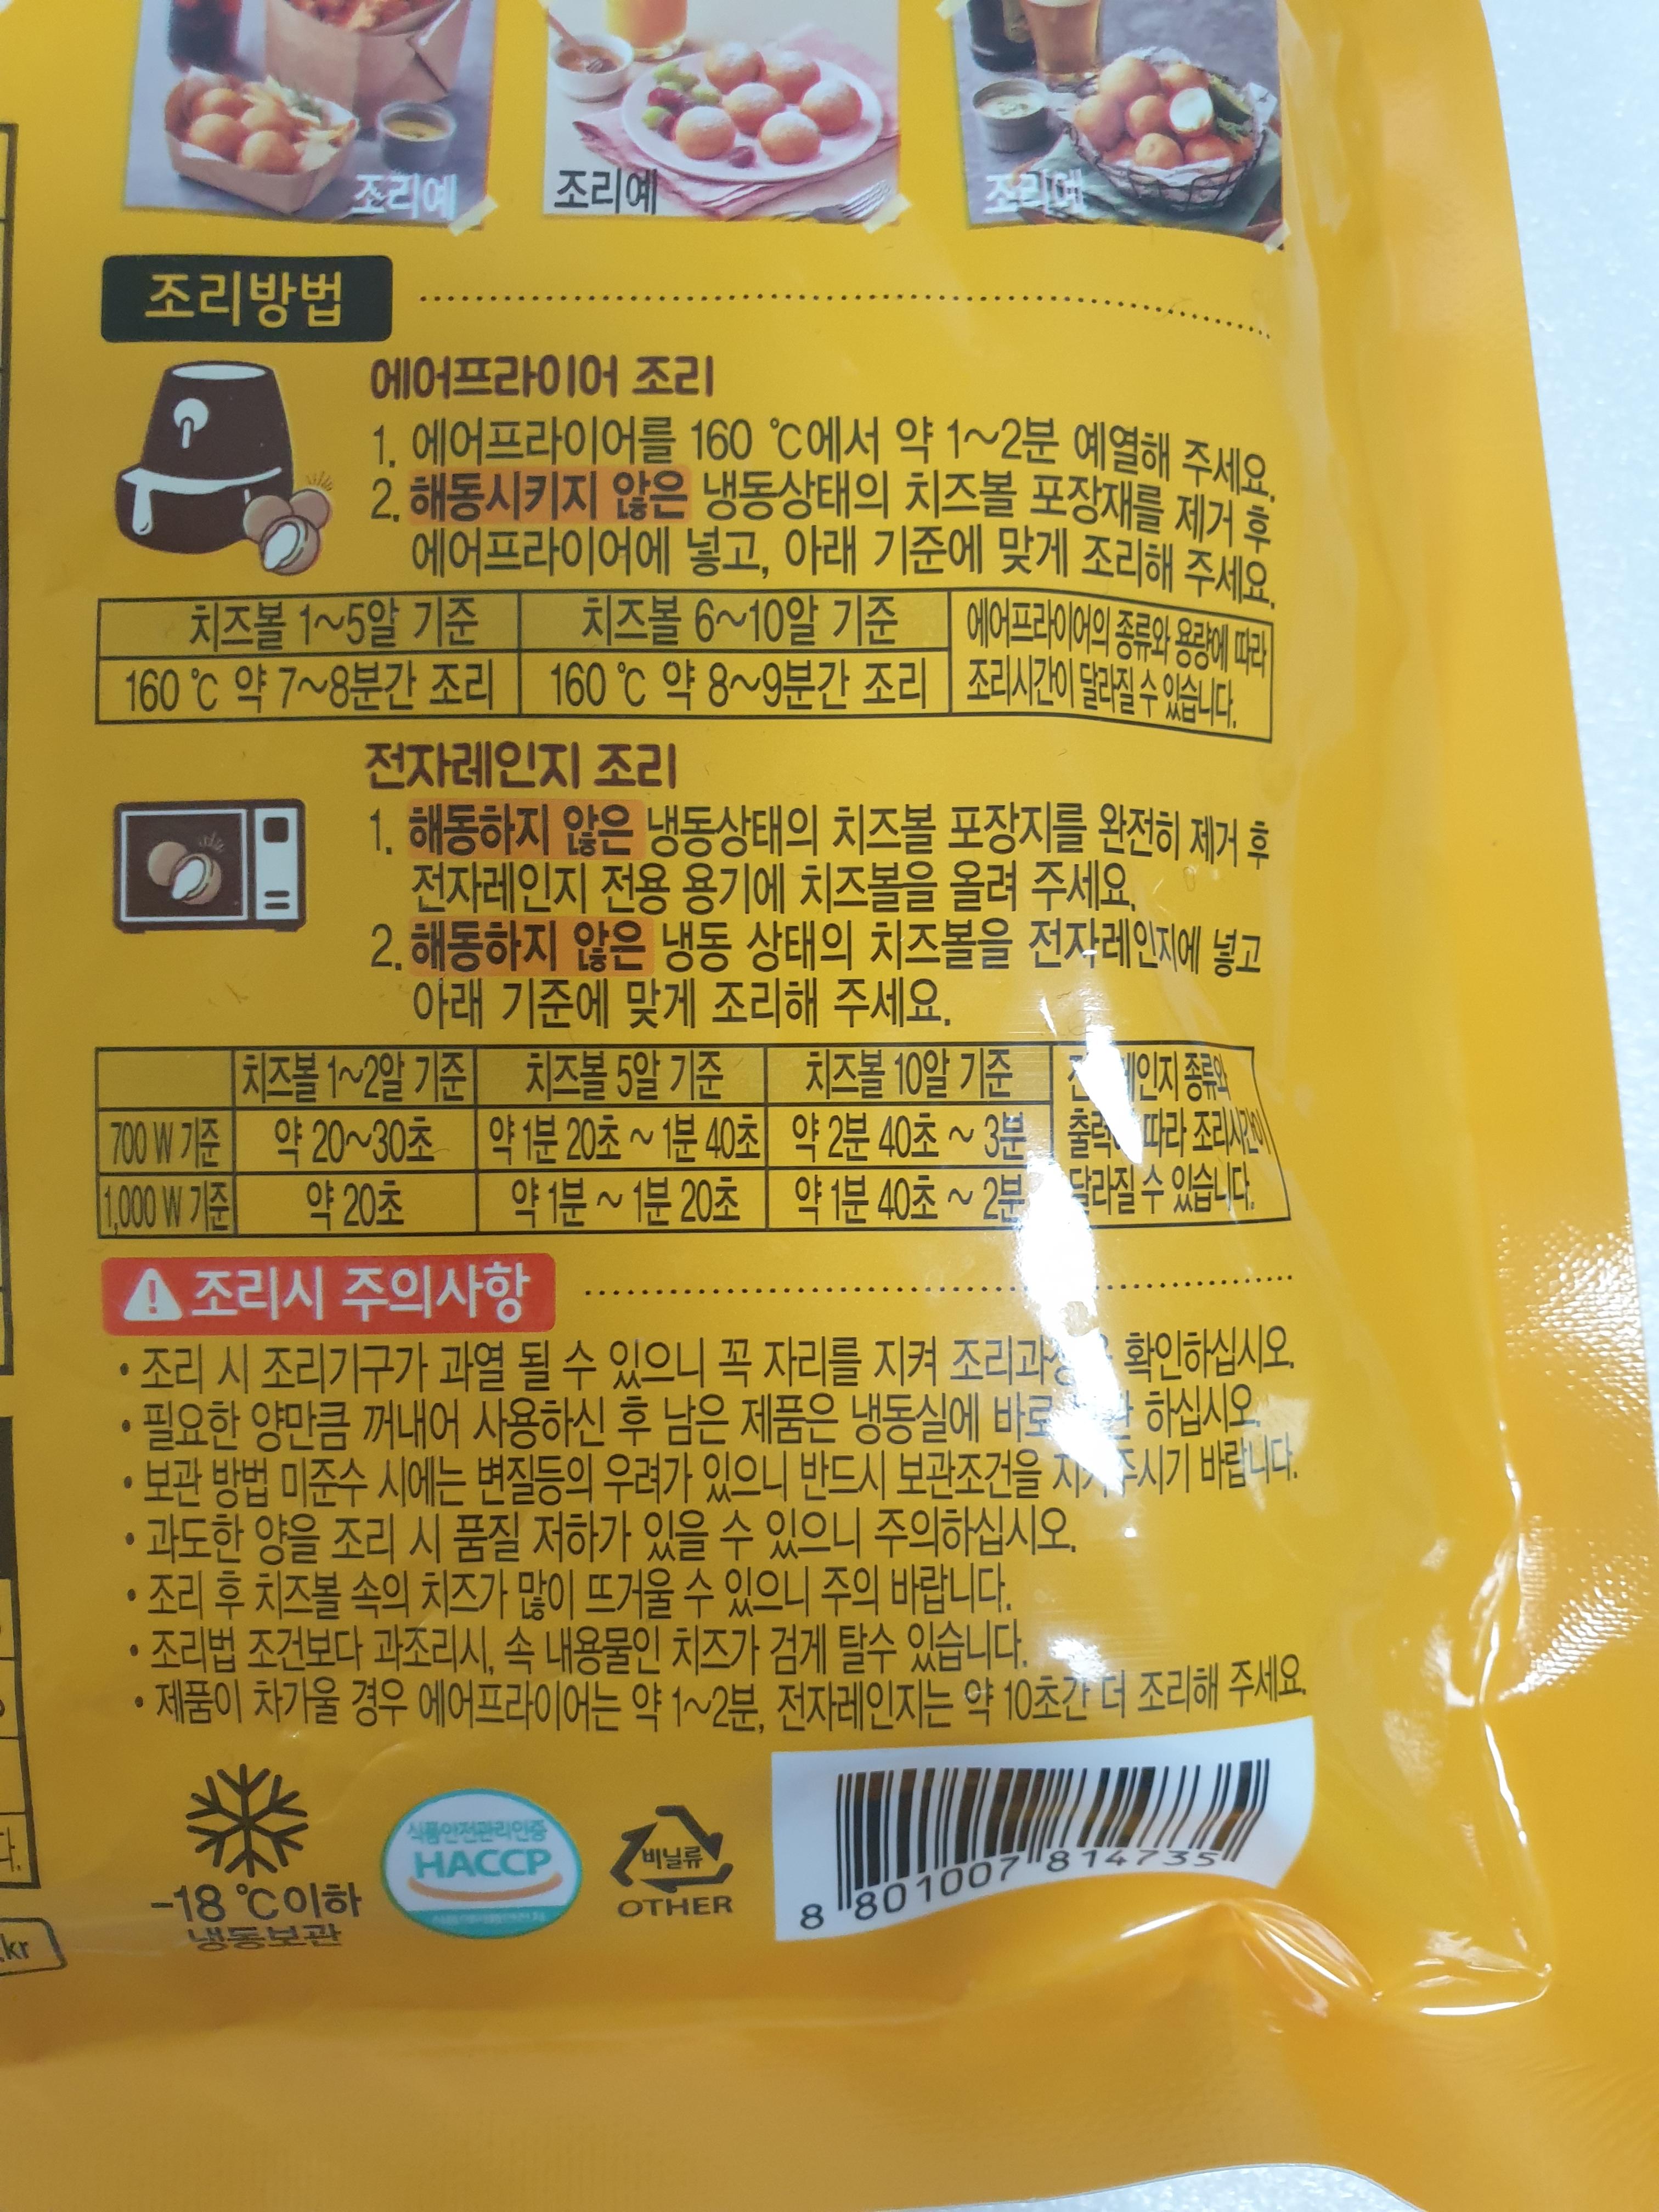 조리예
조리예
조리예
조리방법
에어프라이어 조리
1. 에어프라이어를 160 ℃에서 약 1~2분 예열해 주세요.
2. 해동시키지 않은 냉동상태의 치즈볼 포장재를 제거 후
에어프라이어에 넣고, 아래 기준에 맞게 조리해 주세요.
치즈볼 1~5알 기준 치즈볼 6~10알 기준 에어프라이어의 종류와 용량에 따라
160 ℃ 약 7~8분간 조리 160 ℃ 약 8~9분간 조리 조리시간이 달라질 수 있습니다.
전자레인지 조리
1. 해동하지 않은 냉동상태의 치즈볼 포장지를 완전히 제거 후
전자레인지 전용 용기에 치즈볼을 올려 주세요.
2. 해동하지 않은 냉동 상태의 치즈볼을 전자레인지에 넣고
아래 기준에 맞게 조리해 주세요.
치즈볼 1~2알 기준 치즈볼 5알 기준 치즈볼 10알 기준 종류와
700 W 기준 약 20~30초 약 1분 20초 ~ 1분 40초 약 2분 40초 ~ 3분 따라 조리시간이
1,000 W 기준 약 20초 약 1분 ~ 1분 20초 약 1분 40초 ~ 2분 달라질 수 있습니다.
조리시 주의사항
• 조리 시 조리기구가 과열 될 수 있으니 꼭 자리를 지켜 확인하십시오.
• 필요한 양만큼 꺼내어 사용하신 후 남은 제품은 냉동실에 바로 하십시오.
• 보관 방법 미준수 시에는 변질등의 우려가 있으니 반드시 보관조건을 바랍니다.
• 과도한 양을 조리 시 품질 저하가 있을 수 있으니 주의하십시오.
• 조리 후 치즈볼 속의 치즈가 많이 뜨거울 수 있으니 주의 바랍니다.
• 조리법 조건보다 과조리시, 속 내용물인 치즈가 검게 탈수 있습니다.
• 제품이 차가울 경우 에어프라이어는 약 1~2분, 전자레인지는 약 10초간 더 조리해 주세요.
식품안전관리인증
HACCP
비닐류
OTHER
8 801007 814735
-18 ℃이하
냉동보관
kr
다.